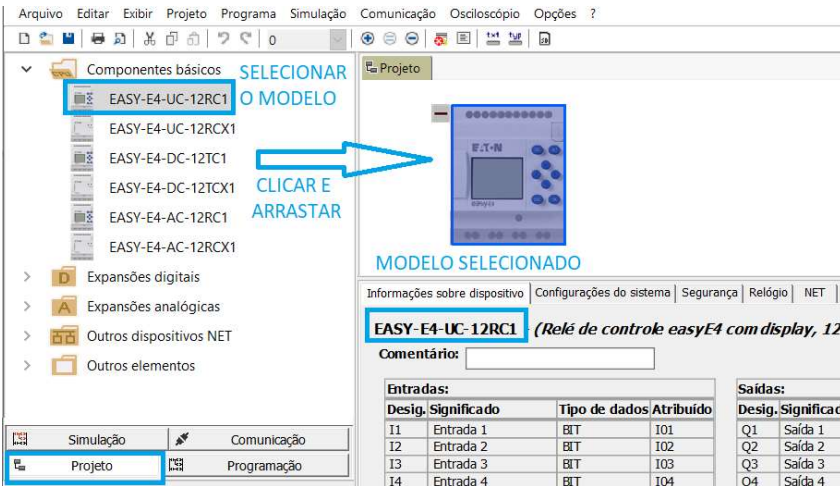 Arquivo Editar Exibir Projeto Programa Simulação Comunicação Osciloscópio Opções ?
0
Componentes básicos
EASY-E4-UC-12RC1
EASY-E4-UC-12RCX1
EASY-E4-DC-12TC1
EASY-E4-DC-12TCX1
EASY-E4-AC-12RC1
EASY-E4-AC-12RCX1
Expansões digitais
Expansões analógicas
Outros dispositivos NET
Outros elementos
SELECIONAR
O MODELO
CLICAR E
ARRASTAR
Simulação Comunicação
Projeto Programação
Projeto
E.T.N
easy
MODELO SELECIONADO
Informações sobre dispositivo Configurações do sistema Segurança Relógio NET
EASY-E4-UC-12RC1 (Relé de controle easyE4 com display, 12
Comentário:
Entradas: Saídas:
Desig. Significado Tipo de dados Atribuído Desig. Significad
I1 Entrada 1 BIT I01 Q1 Saída 1
I2 Entrada 2 BIT I02 Q2 Saída 2
I3 Entrada 3 BIT I03 Q3 Saída 3
I4 Entrada 4 BIT I04 Q4 Saída 4